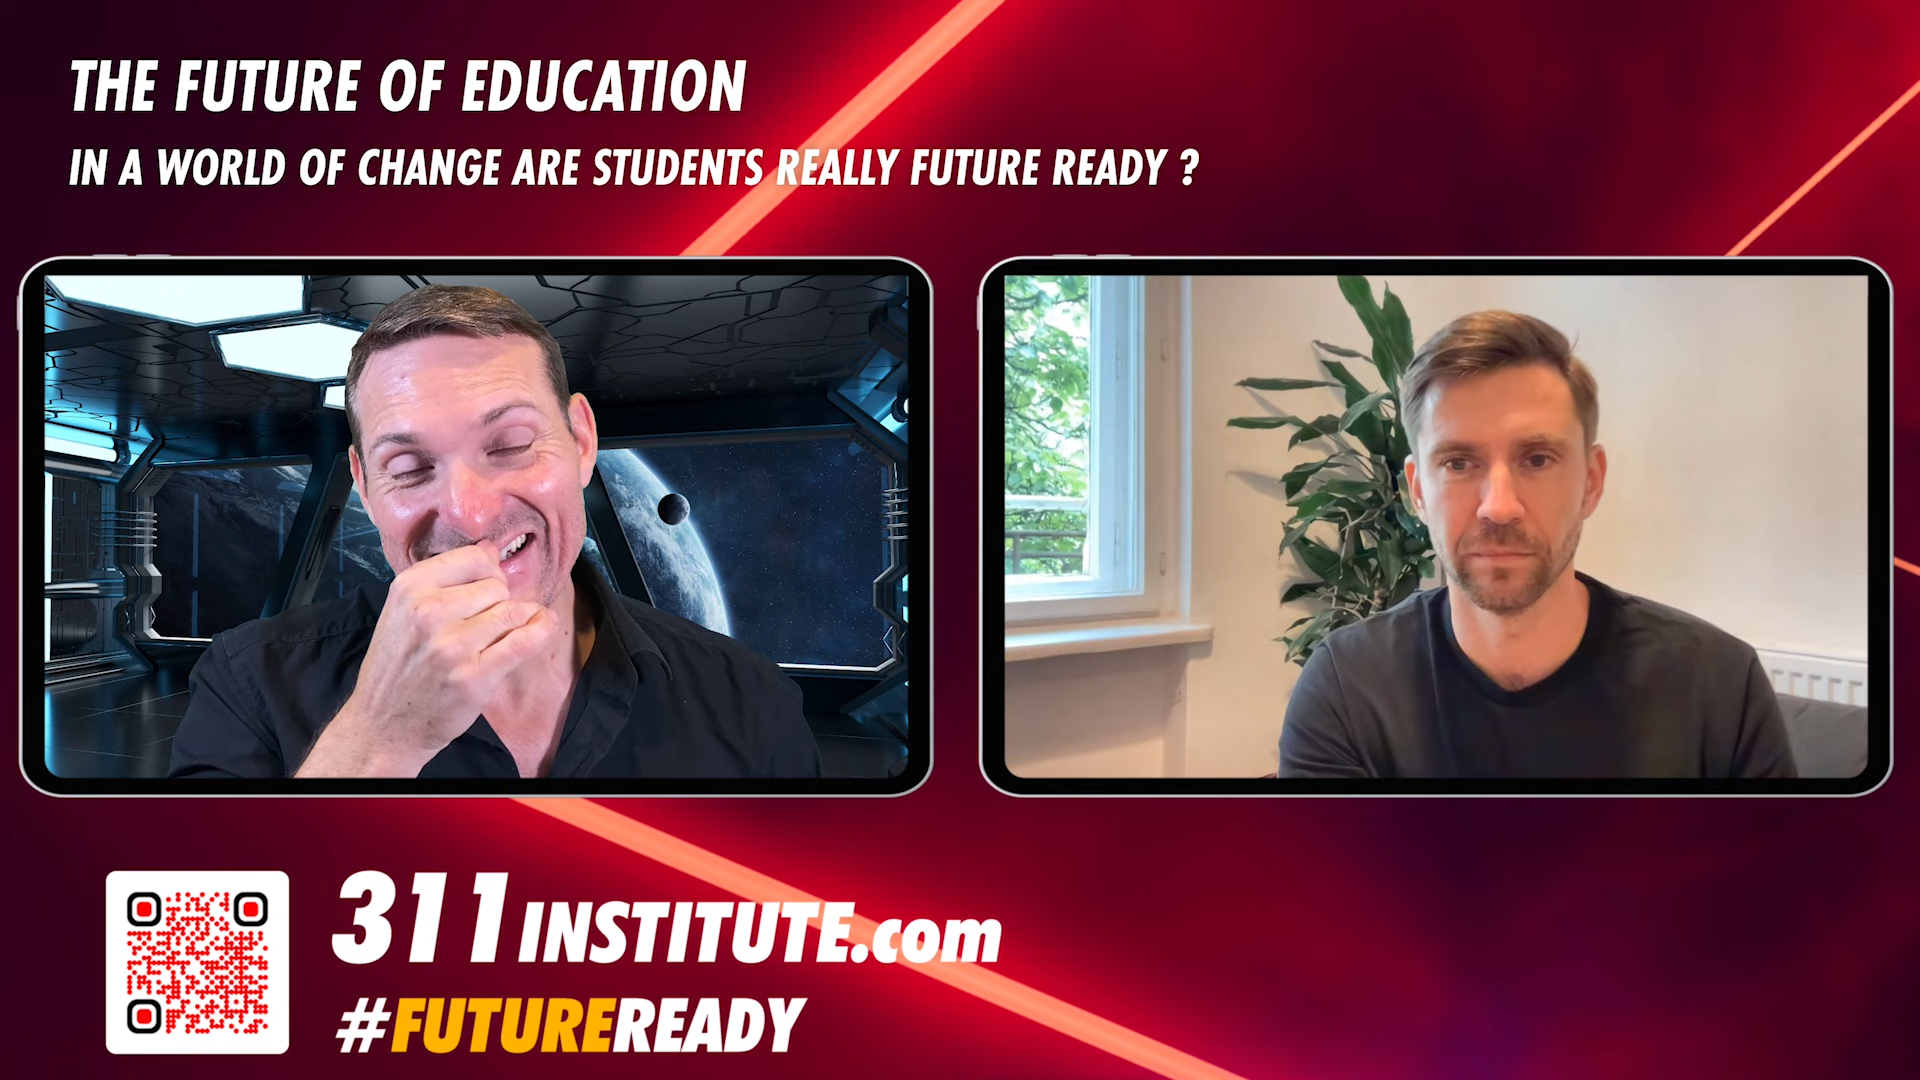 THE FUTURE OF EDUCATION
IN A WORLD OF CHANGE ARE STUDENTS REALLY FUTURE READY ?
311INSTITUTE.com
#FUTUREREADY